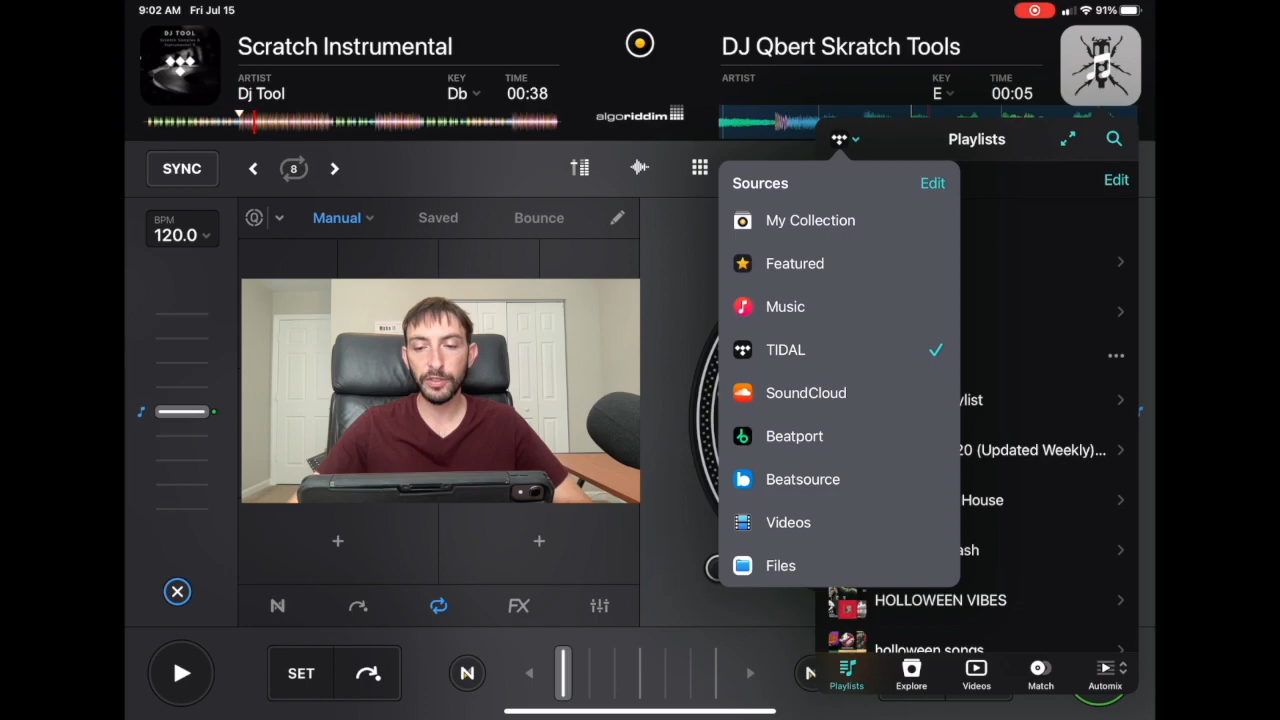 9:02 AM Fri Jul 15
91%
DJ TOOL
Scratch Instrumental
ARTIST
Dj Tool
KEY
Db
TIME
00:38
algoriddim
DJ Qbert Skratch Tools
ARTIST
KEY
E
TIME
00:05
SYNC
8
Playlists
Edit
BPM
120.0
Manual
Saved
Bounce
Sources
Edit
My Collection
Featured
Music
TIDAL
SoundCloud
Beatport
Beatsource
Videos
Files
20 (Updated Weekly)...
House
HOLLOWEEN VIBES
holloween songs
FX
SET
Playlists
Explore
Videos
Match
Automix